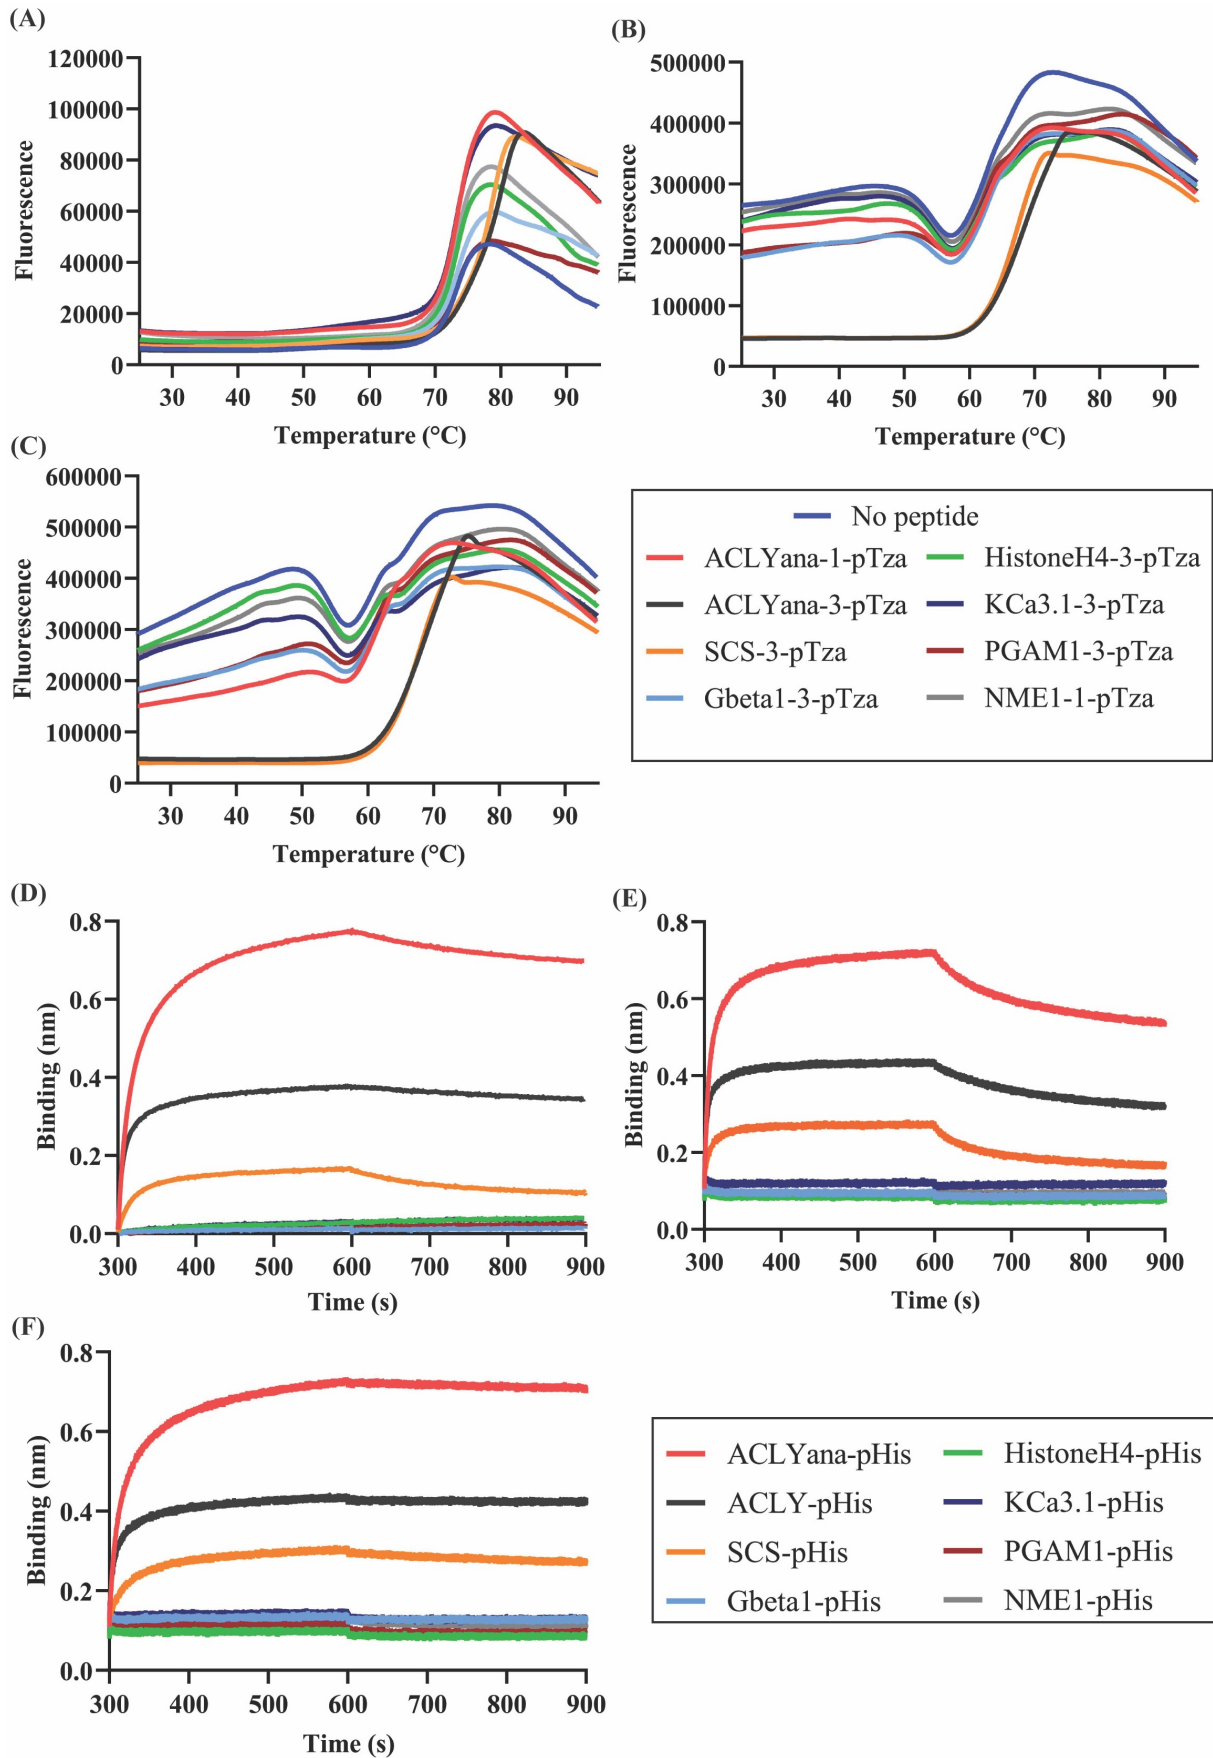 (A)
120000
100000
80000
60000
40000
20000
0
Fluorescence
30 40 50 60 70 80 90
Temperature (°C)
(B)
500000
400000
300000
200000
100000
0
Fluorescence
30 40 50 60 70 80 90
Temperature (°C)
(C)
600000
500000
400000
300000
200000
100000
0
Fluorescence
30 40 50 60 70 80 90
Temperature (°C)
No peptide
ACLYana-1-pTza HistoneH4-3-pTza
ACLYana-3-pTza KCa3.1-3-pTza
SCS-3-pTza PGAM1-3-pTza
Gbeta1-3-pTza NME1-1-pTza
(D)
0.8
0.6
0.4
0.2
0.0
Binding (nm)
300 400 500 600 700 800 900
Time (s)
(E)
0.8
0.6
0.4
0.2
0.0
Binding (nm)
300 400 500 600 700 800 900
Time (s)
(F)
0.8
0.6
0.4
0.2
0.0
Binding (nm)
300 400 500 600 700 800 900
Time (s)
ACLYana-pHis HistoneH4-pHis
ACLY-pHis KCa3.1-pHis
SCS-pHis PGAM1-pHis
Gbeta1-pHis NME1-pHis